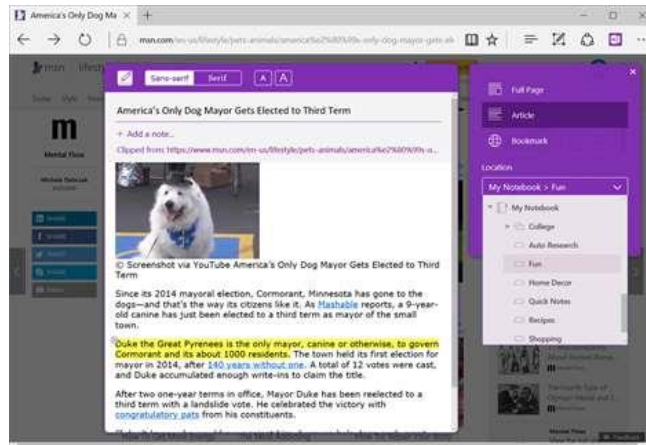 America's Only Dog Ma
msn.com/en-us/lifestyle/pets-animals/america%e2%80%99s-only-dog-mayor-gets-ele
msn lifest
m
Mental Floss
Sans-serif Serif A A
America's Only Dog Mayor Gets Elected to Third Term
+ Add a note...
Clipped from: https://www.msn.com/en-us/lifestyle/pets-animals/america%e2%80%99s-o...
© Screenshot via YouTube America's Only Dog Mayor Gets Elected to Third
Term
Since its 2014 mayoral election, Cormorant, Minnesota has gone to the
dogs—and that's the way its citizens like it. As Mashable reports, a 9-year-
old canine has just been elected to a third term as mayor of the small
town.
Duke the Great Pyrenees is the only mayor, canine or otherwise, to govern
Cormorant and its about 1000 residents. The town held its first election for
mayor in 2014, after 140 years without one. A total of 12 votes were cast,
and Duke accumulated enough write-ins to claim the title.
After two one-year terms in office, Mayor Duke has been reelected to a
third term with a landslide vote. He celebrated the victory with
congratulatory pats from his constituents.
Full Page
Article
Bookmark
Location
My Notebook > Fun
My Notebook
College
Auto Research
Fun
Home Decor
Quick Notes
Recipes
Shopping
Mental Floss
Feedback